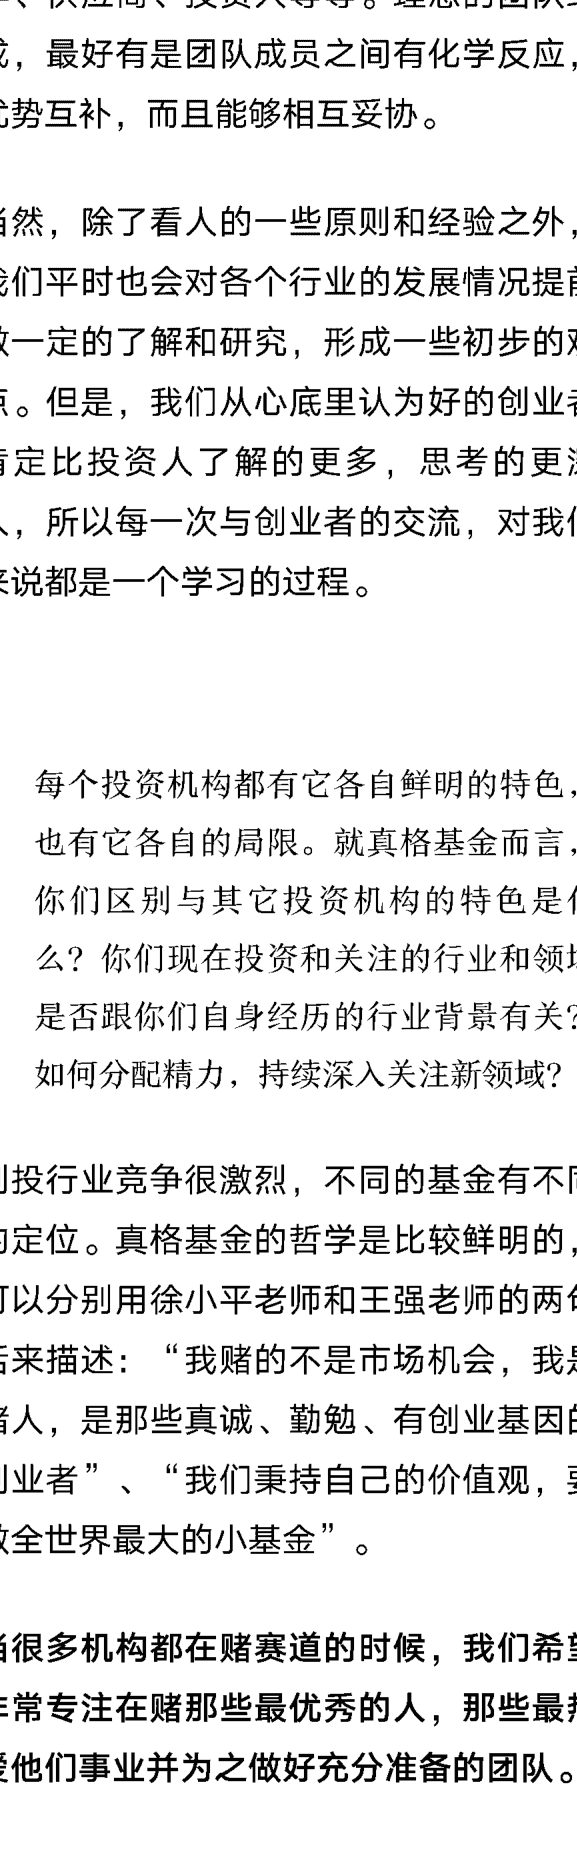 、供应商、投资人等等。理想的团队
成，最好有是团队成员之间有化学反应，
优势互补，而且能够相互妥协。
当然，除了看人的一些原则和经验之外，
我们平时也会对各个行业的发展情况提前
做一定的了解和研究，形成一些初步的观
点。但是，我们从心底里认为好的创业者
肯定比投资人了解的更多，思考的更深
入，所以每一次与创业者的交流，对我们
来说都是一个学习的过程。
每个投资机构都有它各自鲜明的特色，
也有它各自的局限。就真格基金而言，
你们区别与其它投资机构的特色是什
么？你们现在投资和关注的行业和领域
是否跟你们自身经历的行业背景有关？
如何分配精力，持续深入关注新领域？
创投行业竞争很激烈，不同的基金有不同
的定位。真格基金的哲学是比较鲜明的，
可以分别用徐小平老师和王强老师的两句
话来描述：“我赌的不是市场机会，我是
赌人，是那些真诚、勤勉、有创业基因的
创业者”、“我们秉持自己的价值观，要
做全世界最大的小基金”。
当很多机构都在赌赛道的时候，我们希望
非常专注在赌那些最优秀的人，那些最热
爱他们事业并为之做好充分准备的团队。